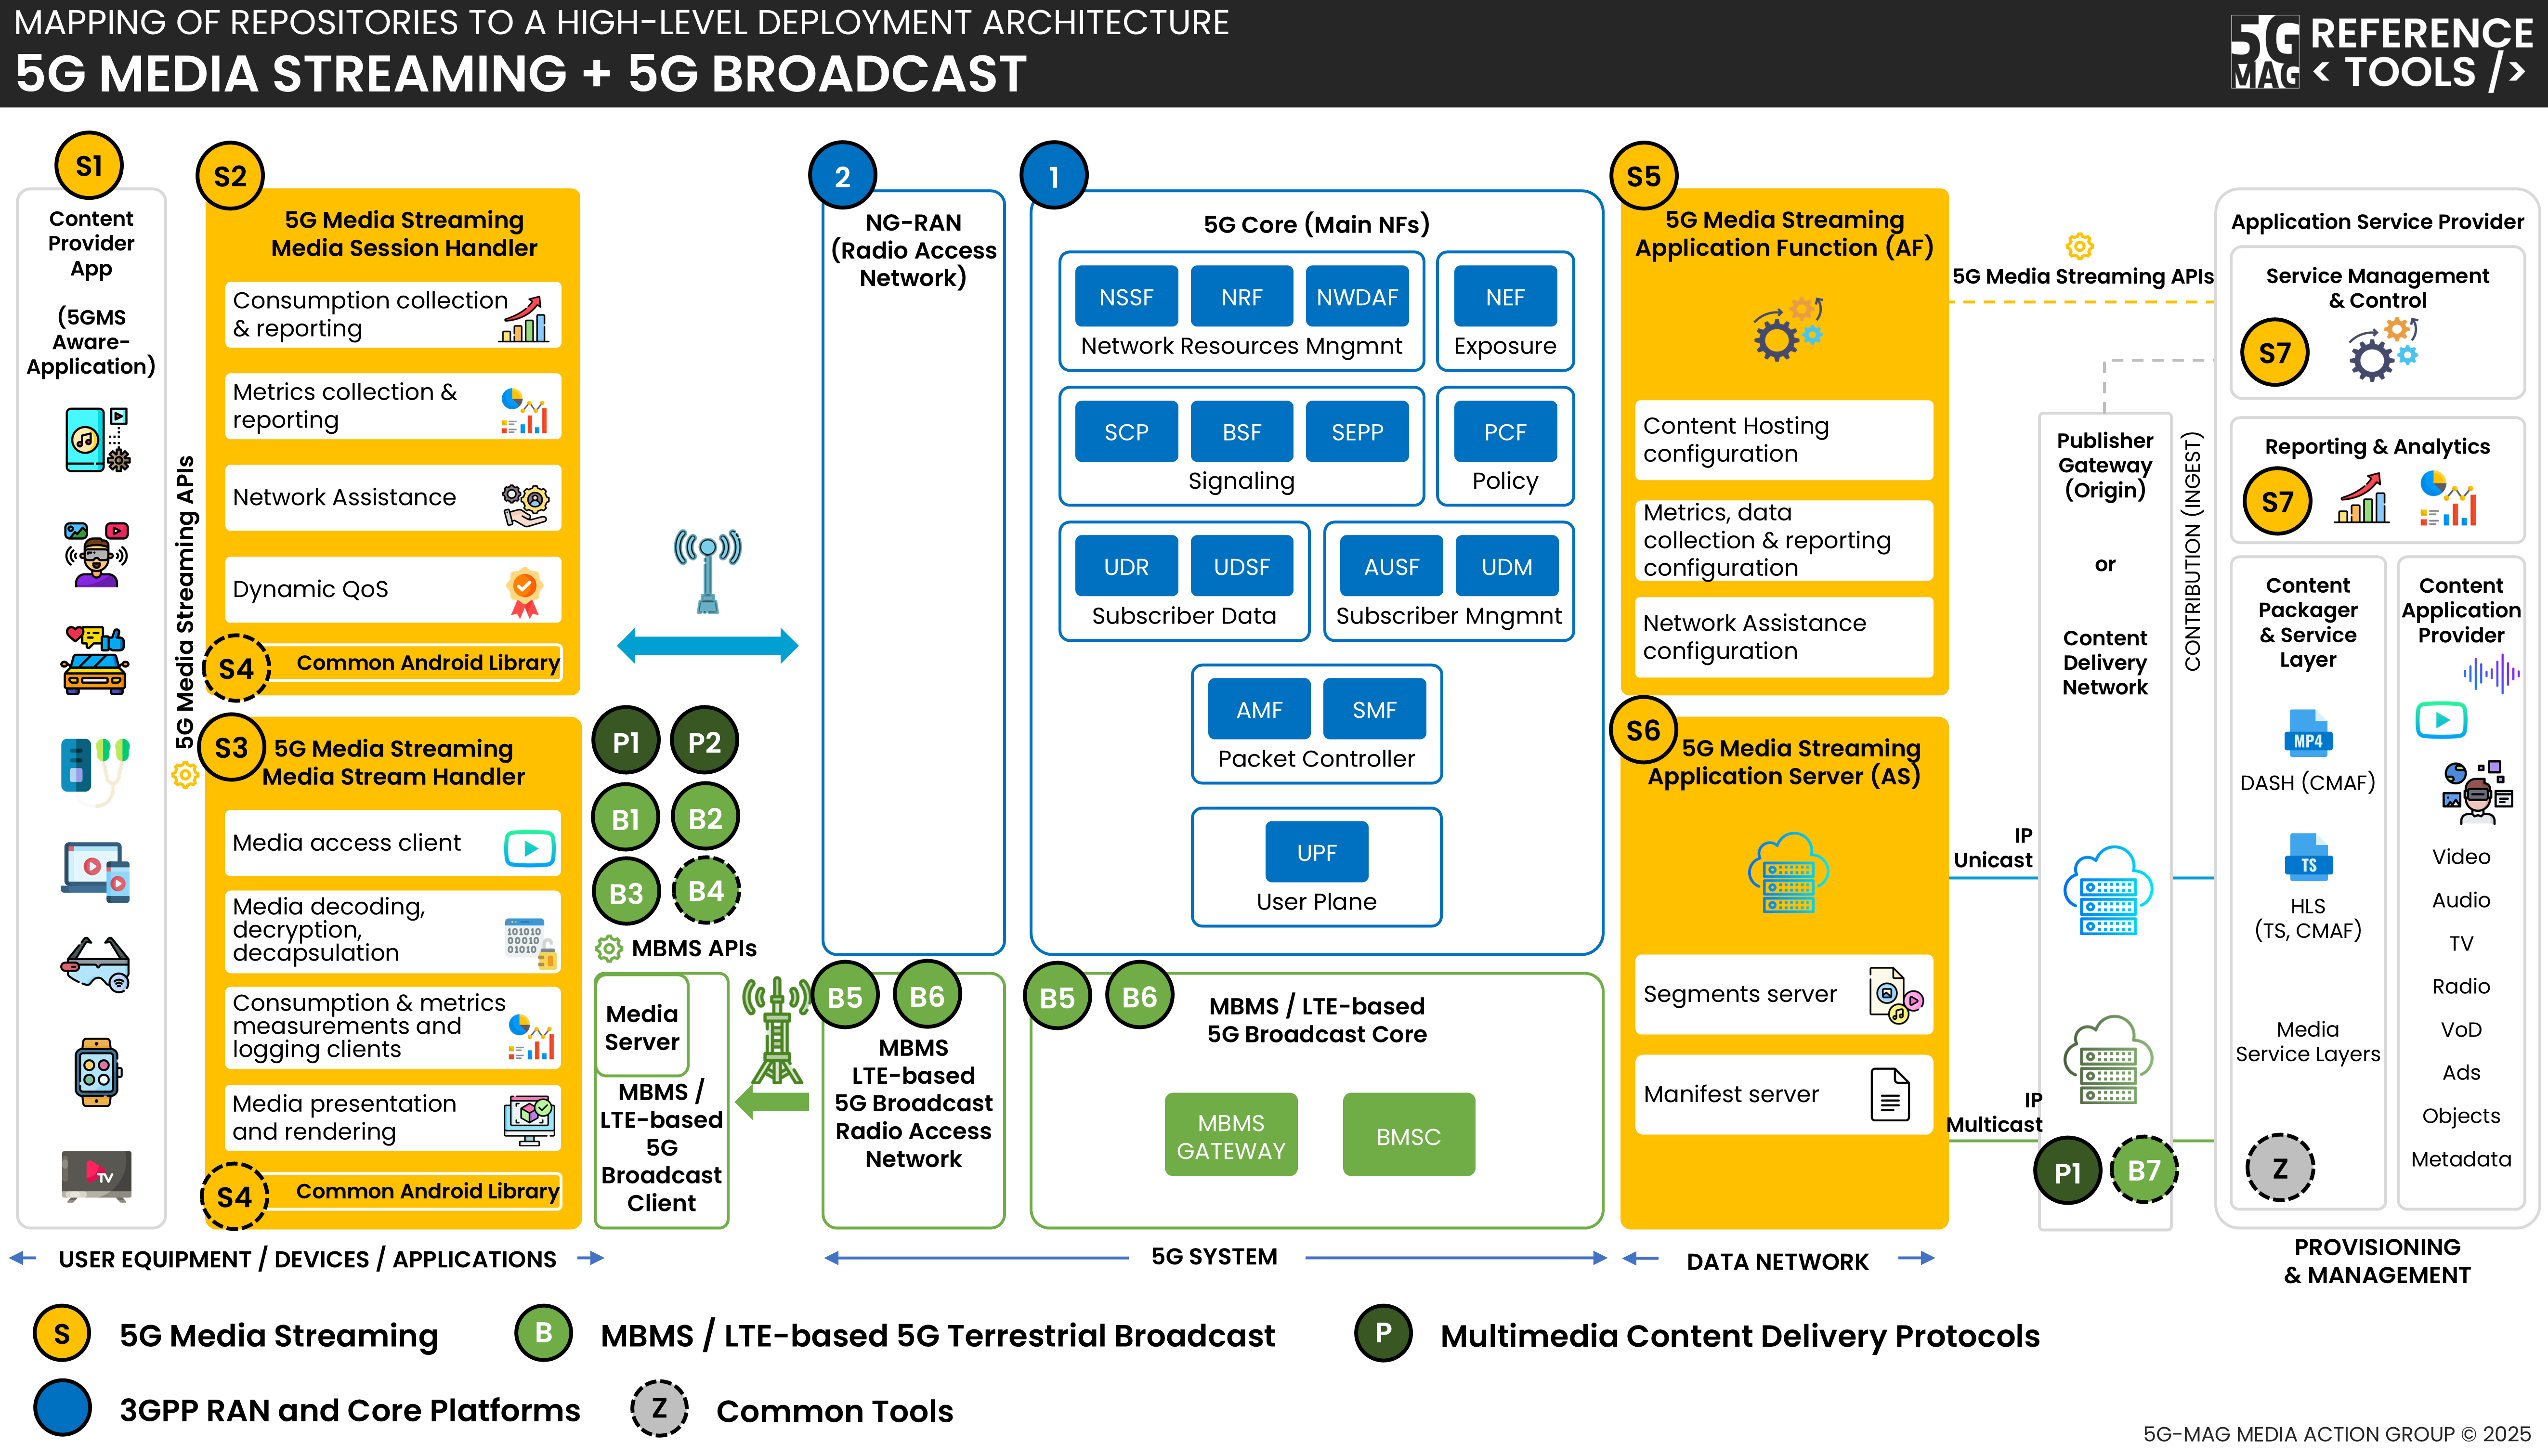 MAPPING OF REPOSITORIES TO A HIGH-LEVEL DEPLOYMENT ARCHITECTURE
5G MEDIA STREAMING + 5G BROADCAST
5G
MAG
REFERENCE
< TOOLS />
S1
Content
Provider
App
(5GMS
Aware-
Application)
TV
5G Media Streaming APIs
S2
5G Media Streaming
Media Session Handler
Consumption collection
& reporting
Metrics collection &
reporting
Network Assistance
Dynamic QoS
S4
Common Android Library
S3
5G Media Streaming
Media Stream Handler
Media access client
Media decoding,
decryption,
decapsulation
101010
00010
01010
Consumption & metrics
measurements and
logging clients
Media presentation
and rendering
S4
Common Android Library
P1
P2
B1
B2
B3
B4
MBMS APIs
Media
Server
MBMS /
LTE-based
5G
Broadcast
Client
2
NG-RAN
(Radio Access
Network)
B5
B6
MBMS
LTE-based
5G Broadcast
Radio Access
Network
1
5G Core (Main NFs)
NSSF
NRF
NWDAF
Network Resources Mngmnt
NEF
Exposure
SCP
BSF
SEPP
Signaling
PCF
Policy
UDR
UDSF
Subscriber Data
AUSF
UDM
Subscriber Mngmnt
AMF
SMF
Packet Controller
UPF
User Plane
B5
B6
MBMS / LTE-based
5G Broadcast Core
MBMS
GATEWAY
BMSC
S5
5G Media Streaming
Application Function (AF)
Content Hosting
configuration
Metrics, data
collection & reporting
configuration
Network Assistance
configuration
S6
5G Media Streaming
Application Server (AS)
Segments server
Manifest server
5G Media Streaming APIs
IP
Unicast
IP
Multicast
Publisher
Gateway
(Origin)
or
Content
Delivery
Network
P1
B7
CONTRIBUTION (INGEST)
Application Service Provider
Service Management
& Control
S7
Reporting & Analytics
S7
Content
Packager
& Service
Layer
MP4
DASH (CMAF)
TS
HLS
(TS, CMAF)
Media
Service Layers
Z
Content
Application
Provider
Video
Audio
TV
Radio
VoD
Ads
Objects
Metadata
USER EQUIPMENT / DEVICES / APPLICATIONS
5G SYSTEM
DATA NETWORK
PROVISIONING
& MANAGEMENT
S
5G Media Streaming
B
MBMS / LTE-based 5G Terrestrial Broadcast
P
Multimedia Content Delivery Protocols
3GPP RAN and Core Platforms
Z
Common Tools
5G-MAG MEDIA ACTION GROUP © 2025